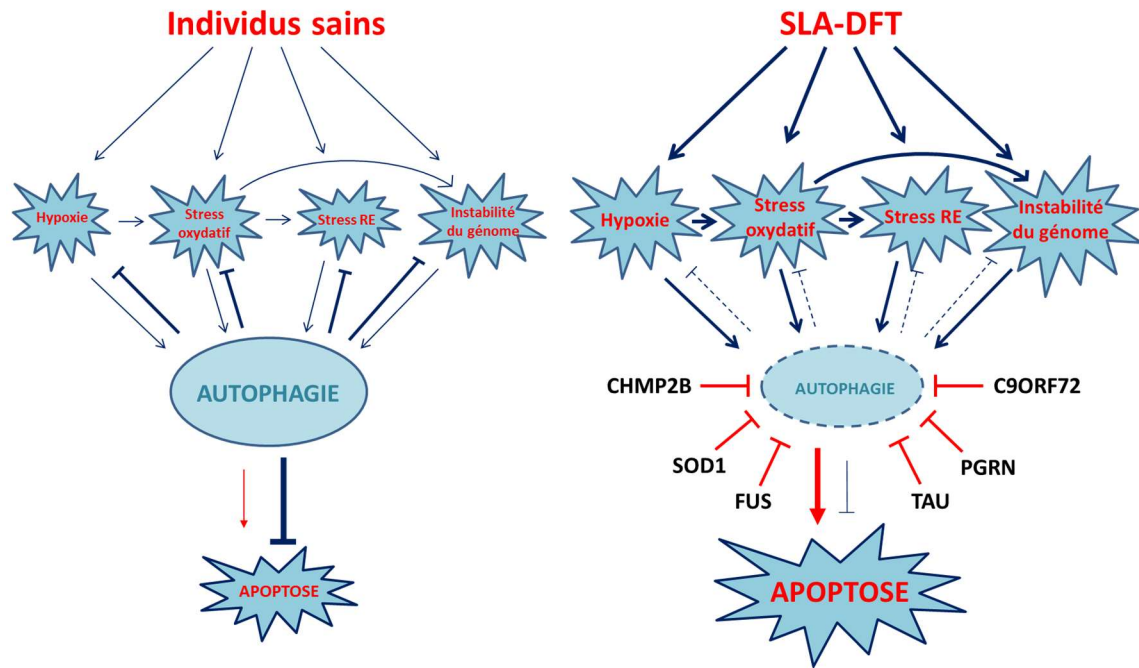 Individus sains
Hypoxie
Stress
oxydatif
Stress RE
Instabilité
du génome
AUTOPHAGIE
APOPTOSE
SLA-DFT
Hypoxie
Stress
oxydatif
Stress RE
Instabilité
du génome
CHMP2B
AUTOPHAGIE
C9ORF72
SOD1
PGRN
FUS
TAU
APOPTOSE